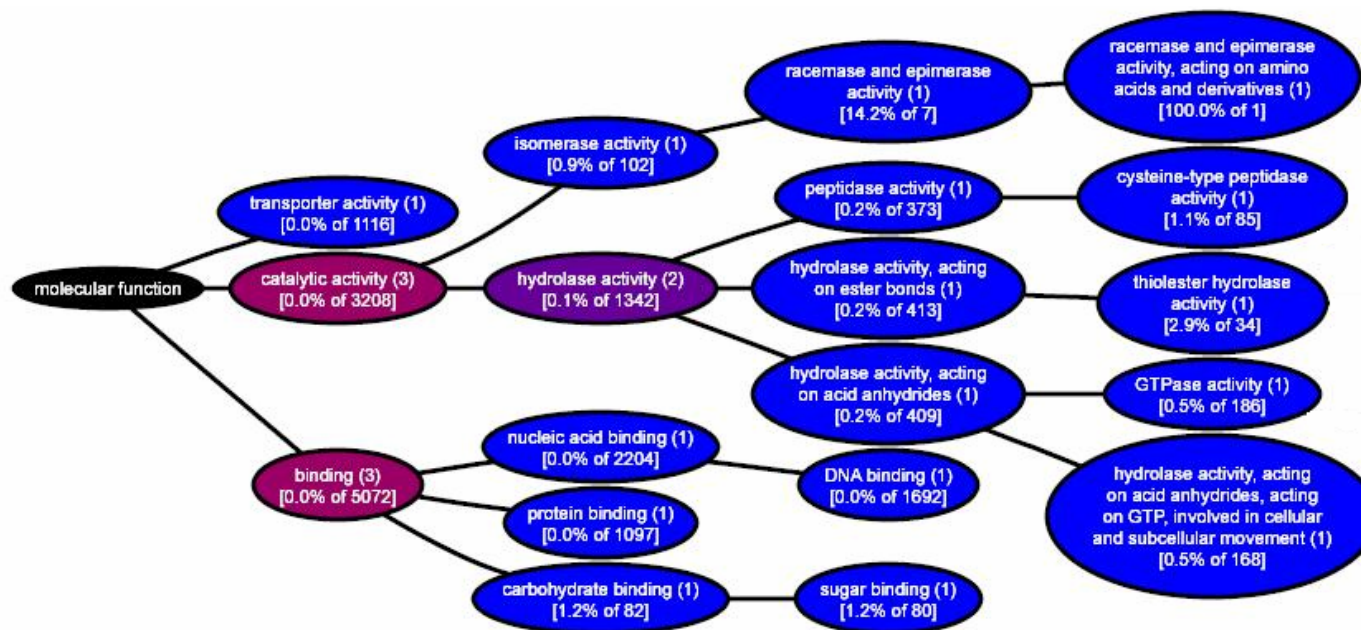 racemase and epimerase
activity, acting on amino
acids and derivatives (1)
[100.0% of 1]
racemase and epimerase
activity (1)
[14.2% of 7]
isomerase activity (1)
[0.9% of 102]
peptidase activity (1)
[0.2% of 373]
cysteine-type peptidase
activity (1)
[1.1% of 85]
transporter activity (1)
[0.0% of 1116]
molecular function
catalytic activity (3)
[0.0% of 3208]
hydrolase activity (2)
[0.1% of 1342]
hydrolase activity, acting
on ester bonds (1)
[0.2% of 413]
thiolester hydrolase
activity (1)
[2.9% of 34]
hydrolase activity, acting
on acid anhydrides (1)
[0.2% of 409]
GTPase activity (1)
[0.5% of 186]
hydrolase activity, acting
on acid anhydrides, acting
on GTP, involved in cellular
and subcellular movement (1)
[0.5% of 168]
binding (3)
[0.0% of 5072]
nucleic acid binding (1)
[0.0% of 2204]
DNA binding (1)
[0.0% of 1692]
protein binding (1)
[0.0% of 1097]
carbohydrate binding (1)
[1.2% of 82]
sugar binding (1)
[1.2% of 80]